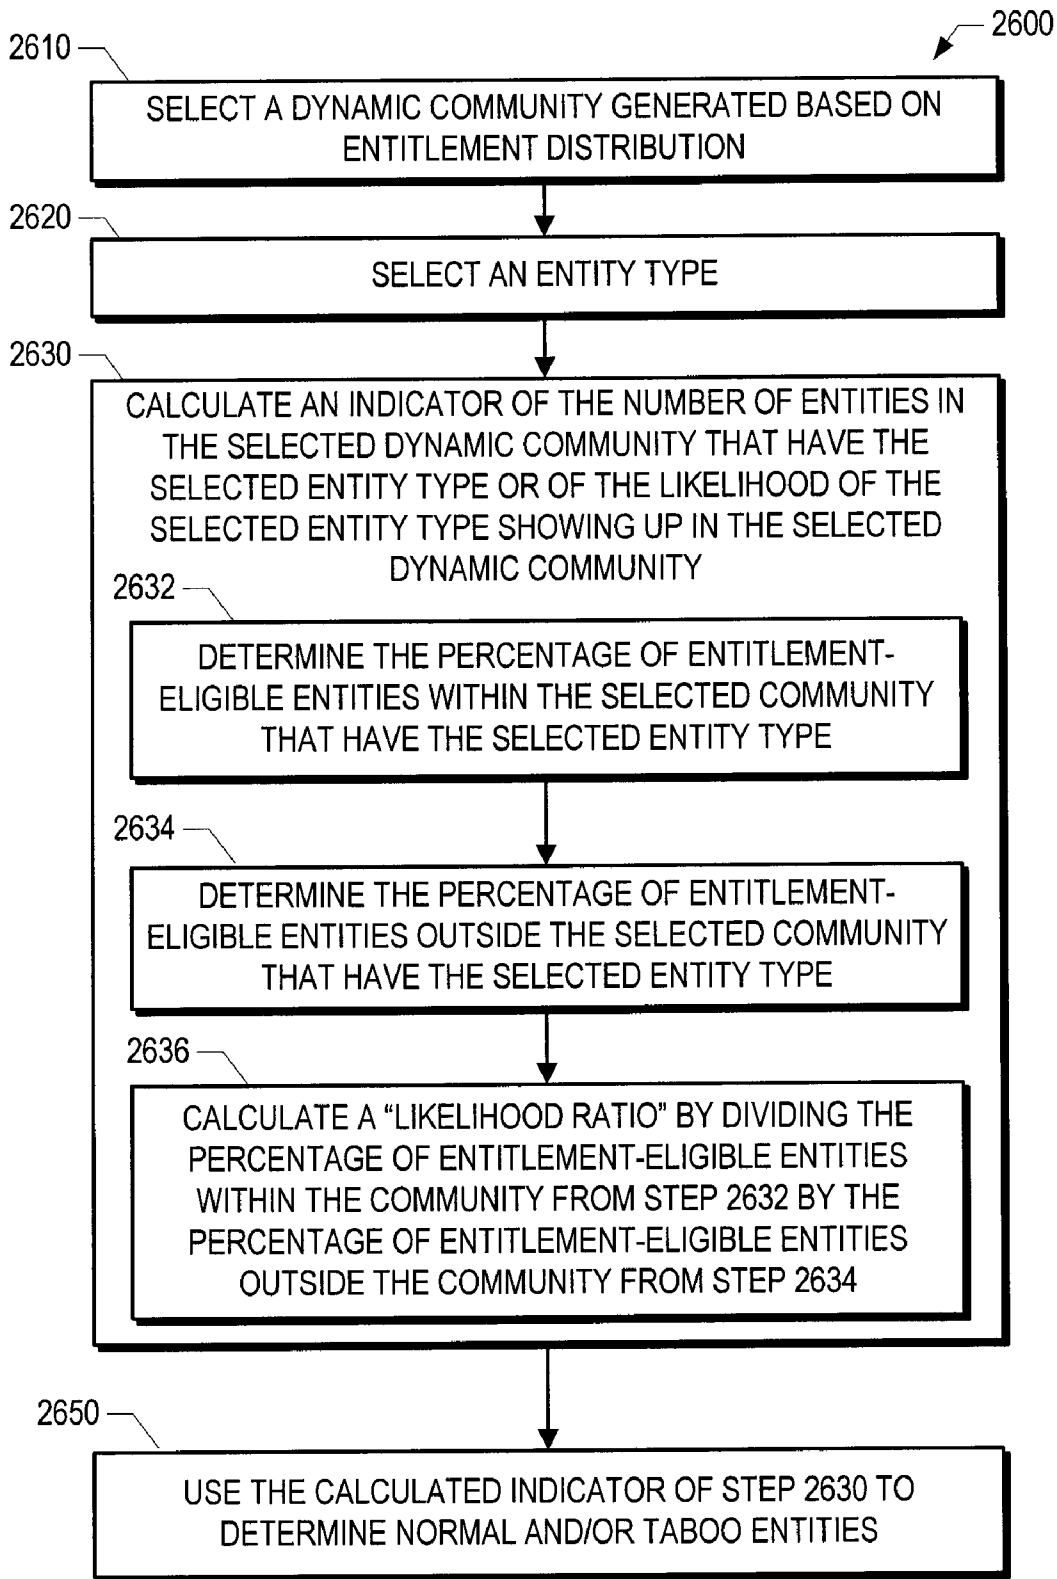 2600
2610
SELECT A DYNAMIC COMMUNITY GENERATED BASED ON
ENTITLEMENT DISTRIBUTION
2620
SELECT AN ENTITY TYPE
2630
CALCULATE AN INDICATOR OF THE NUMBER OF ENTITIES IN
THE SELECTED DYNAMIC COMMUNITY THAT HAVE THE
SELECTED ENTITY TYPE OR OF THE LIKELIHOOD OF THE
SELECTED ENTITY TYPE SHOWING UP IN THE SELECTED
DYNAMIC COMMUNITY
2632
DETERMINE THE PERCENTAGE OF ENTITLEMENT-
ELIGIBLE ENTITIES WITHIN THE SELECTED COMMUNITY
THAT HAVE THE SELECTED ENTITY TYPE
2634
DETERMINE THE PERCENTAGE OF ENTITLEMENT-
ELIGIBLE ENTITIES OUTSIDE THE SELECTED COMMUNITY
THAT HAVE THE SELECTED ENTITY TYPE
2636
CALCULATE A “LIKELIHOOD RATIO” BY DIVIDING THE
PERCENTAGE OF ENTITLEMENT-ELIGIBLE ENTITIES
WITHIN THE COMMUNITY FROM STEP 2632 BY THE
PERCENTAGE OF ENTITLEMENT-ELIGIBLE ENTITIES
OUTSIDE THE COMMUNITY FROM STEP 2634
2650
USE THE CALCULATED INDICATOR OF STEP 2630 TO
DETERMINE NORMAL AND/OR TABOO ENTITIES